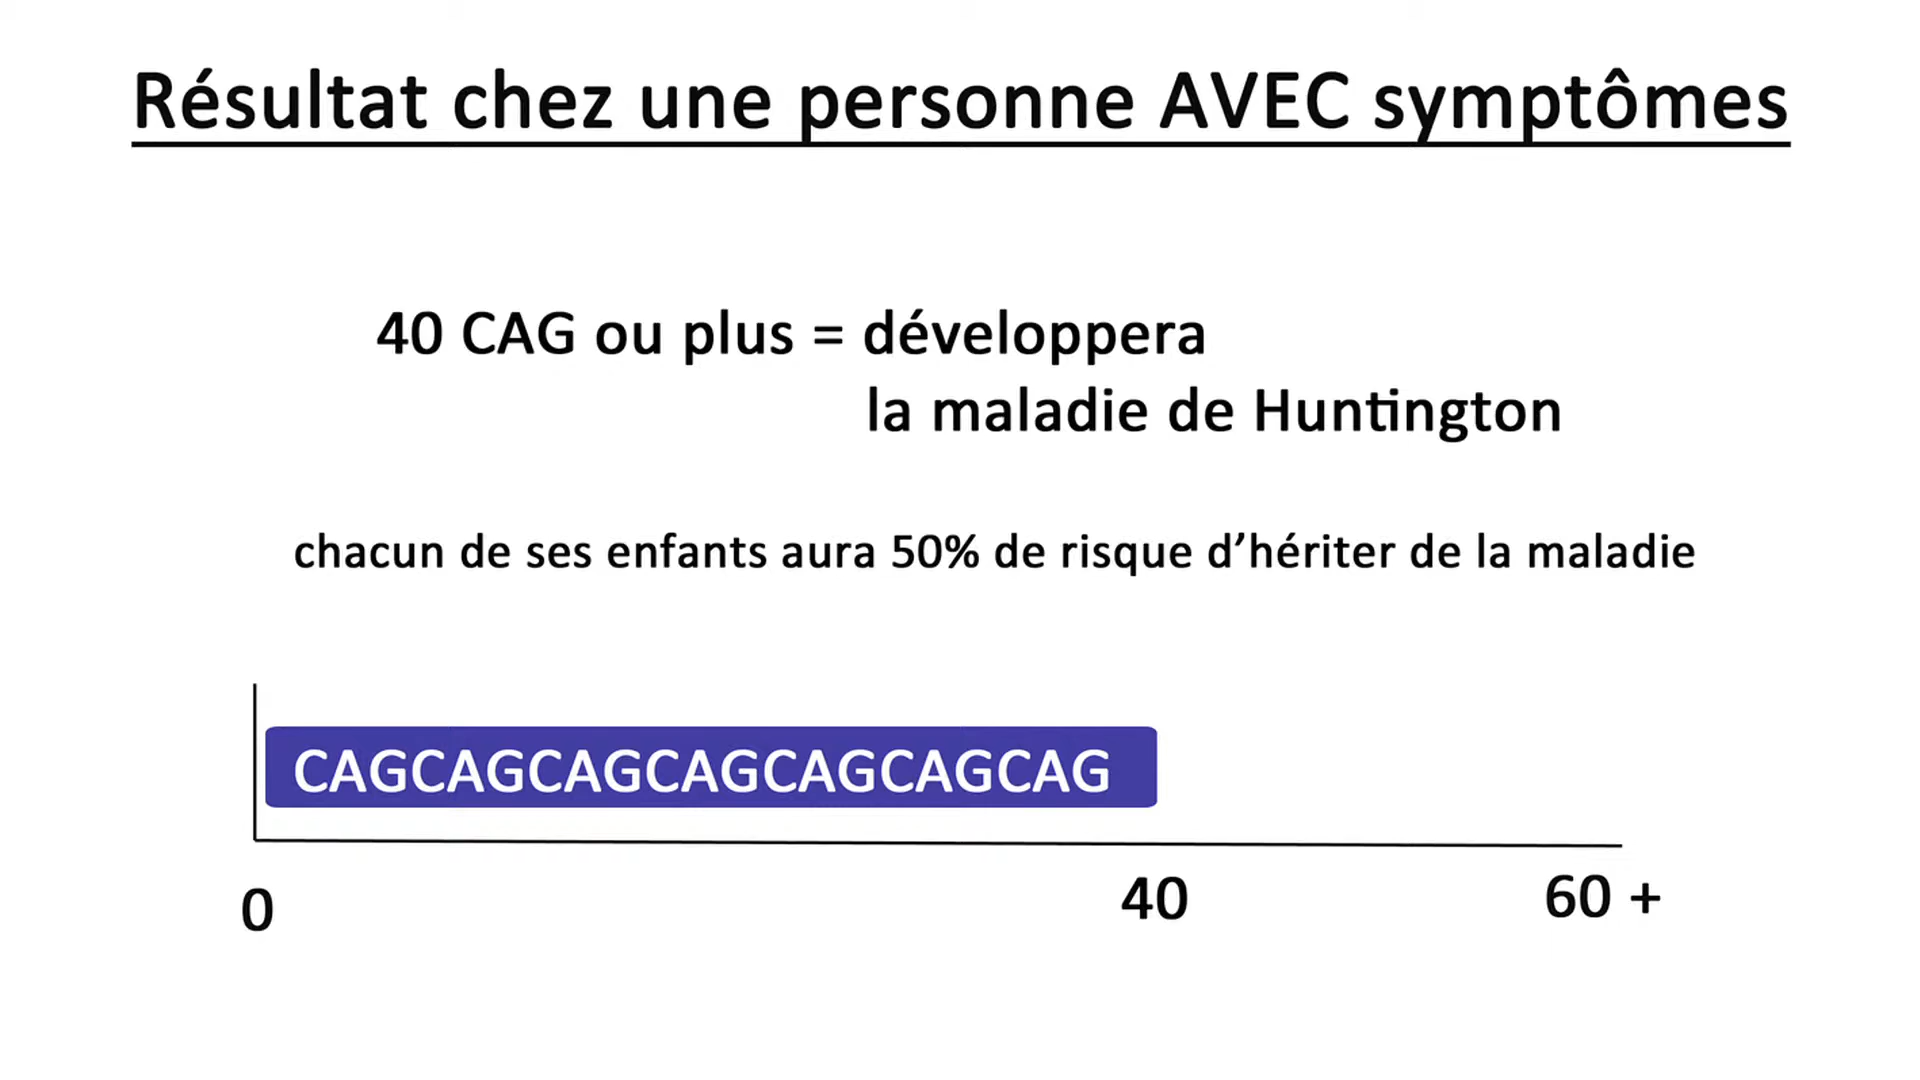 Résultat chez une personne AVEC symptômes
40 CAG ou plus = développera
la maladie de Huntington
chacun de ses enfants aura 50% de risque d’hériter de la maladie
CAGCAGCAGCAGCAGCAGCAG
0 40 60 +